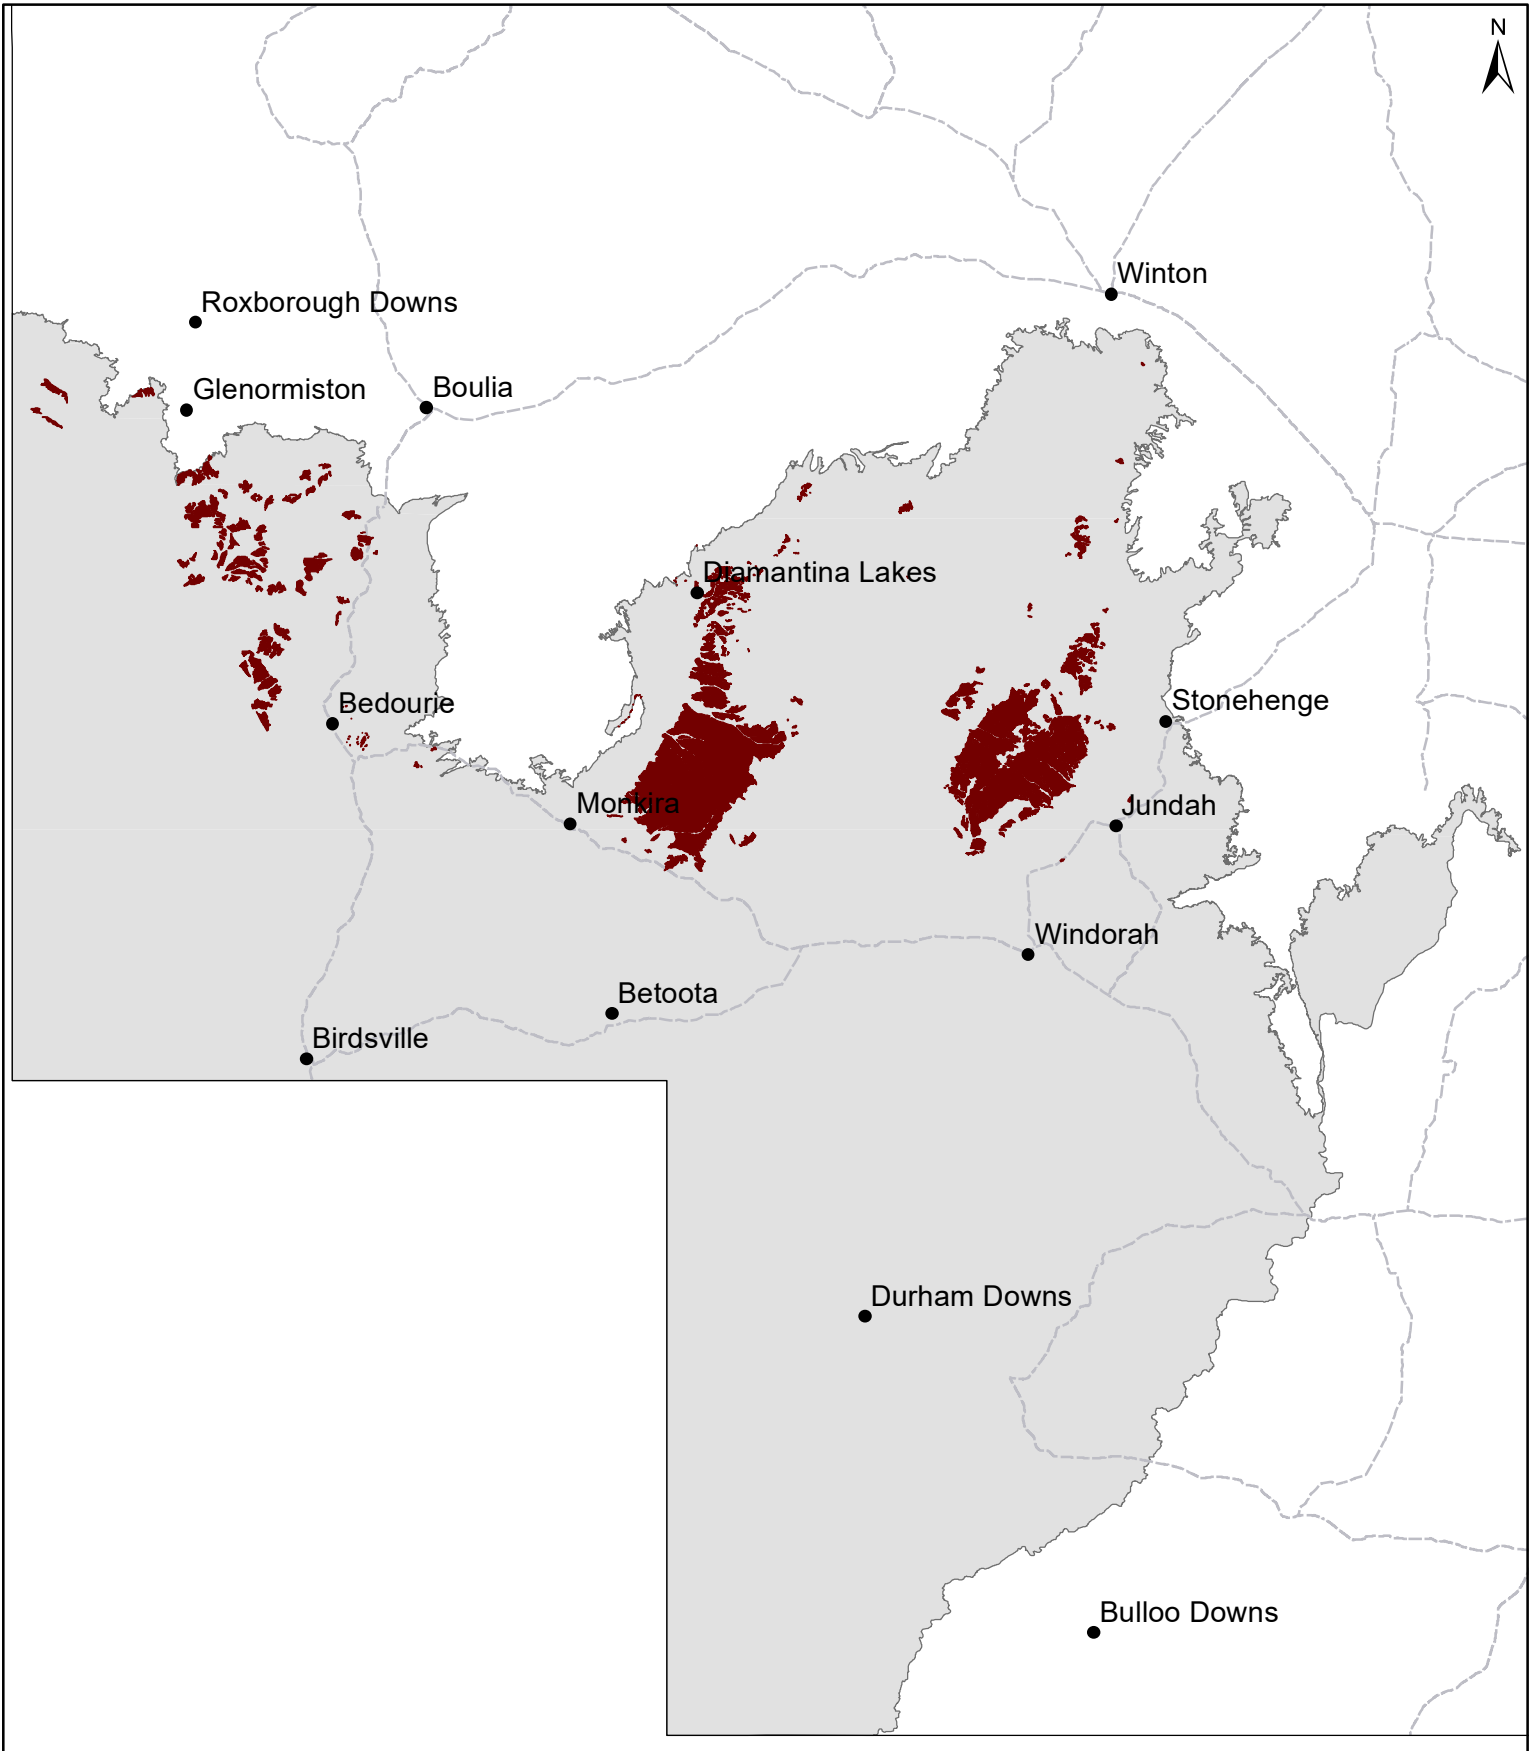 N
Winton
Roxborough Downs
Glenormiston
Boulia
Diamantina Lakes
Bedourie
Stonehenge
Monkira
Jundah
Windorah
Betoota
Birdsville
Durham Downs
Bulloo Downs